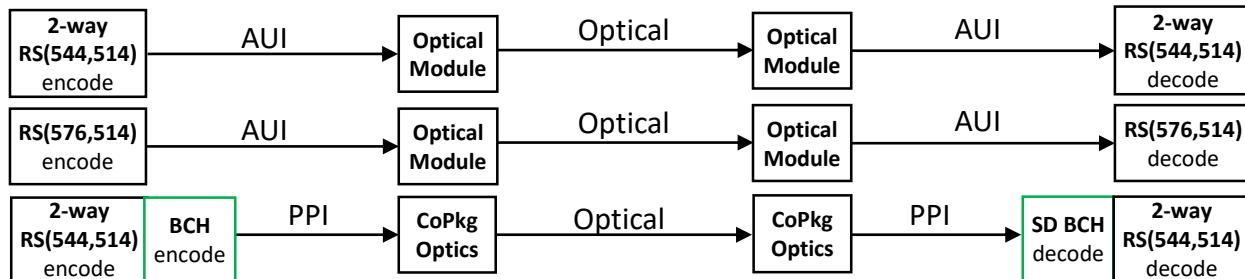 2-way
RS(544,514)
encode
AUI
Optical
Module
Optical
Optical
Module
AUI
2-way
RS(544,514)
decode
RS(576,514)
encode
AUI
Optical
Module
Optical
Optical
Module
AUI
RS(576,514)
decode
2-way
RS(544,514)
encode
BCH
encode
PPI
CoPkg
Optics
Optical
CoPkg
Optics
PPI
SD BCH
decode
2-way
RS(544,514)
decode